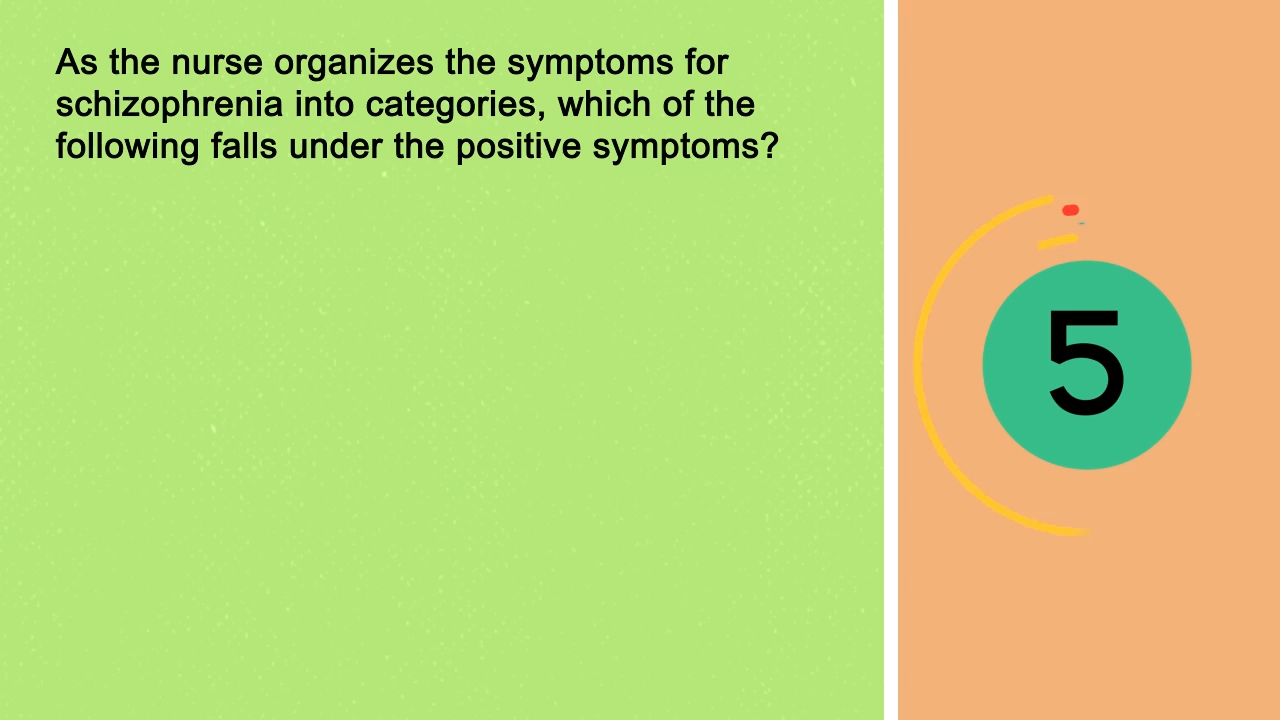 As the nurse organizes the symptoms for
schizophrenia into categories, which of the
following falls under the positive symptoms?
5